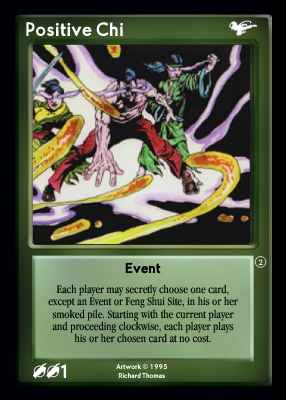 Positive Chi
Event
2
Each player may secretly choose one card,
except an Event or Feng Shui Site, in his or her
smoked pile. Starting with the current player
and proceeding clockwise, each player plays
his or her chosen card at no cost.
001
Artwork © 1995
Richard Thomas